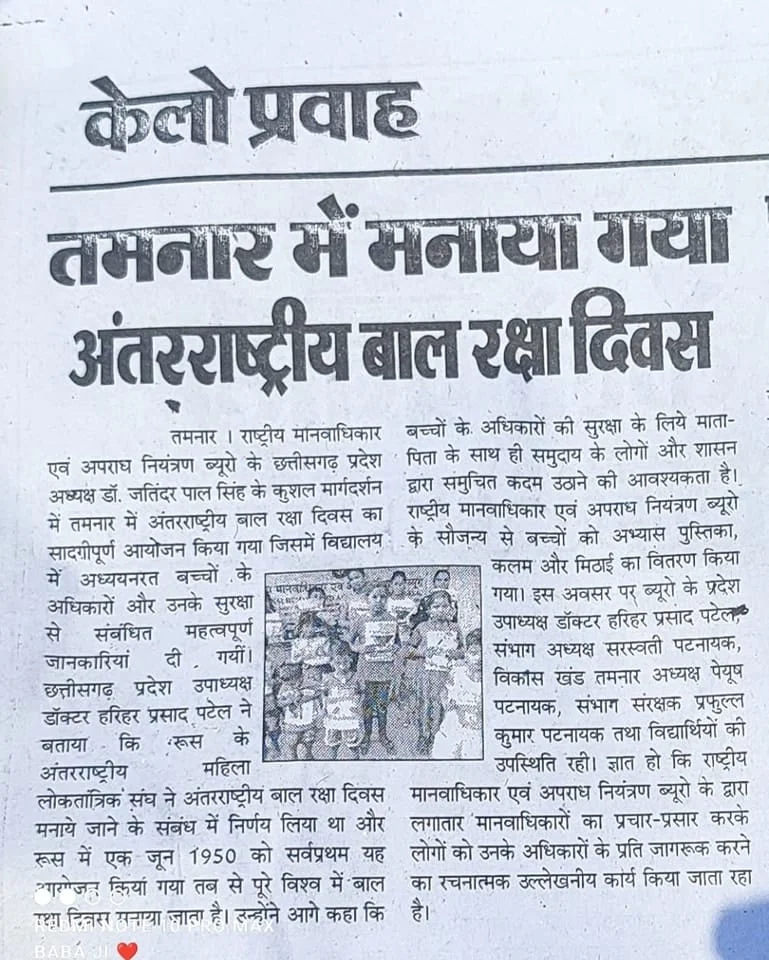 केलो प्रवाह
तमनार में मनाया गया
अंतरराष्ट्रीय बाल रक्षा दिवस
तमनार । राष्ट्रीय मानवाधिकार
एवं अपराध नियंत्रण ब्यूरो के छत्तीसगढ़ प्रदेश
अध्यक्ष डॉ. जतिंदर पाल सिंह के कुशल मार्गदर्शन
में तमनार में अंतरराष्ट्रीय बाल रक्षा दिवस का
सादगीपूर्ण आयोजन किया गया जिसमें विद्यालय
में अध्ययनरत बच्चों के
अधिकारों और उनके सुरक्षा
से संबंधित महत्वपूर्ण
जानकारियां दी गयीं।
छत्तीसगढ़ प्रदेश उपाध्यक्ष
डॉक्टर हरिहर प्रसाद पटेल ने
बताया कि रूस के
अंतरराष्ट्रीय महिला
लोकतांत्रिक संघ ने अंतरराष्ट्रीय बाल रक्षा दिवस
मनाये जाने के संबंध में निर्णय लिया था और
रूस में एक जून 1950 को सर्वप्रथम यह
आयोजन किया गया तब से पूरे विश्व में बाल
रक्षा दिवस मनाया जाता है। उन्होंने आगे कहा कि
बच्चों के अधिकारों की सुरक्षा के लिये माता-
पिता के साथ ही समुदाय के लोगों और शासन
द्वारा समुचित कदम उठाने की आवश्यकता है।
राष्ट्रीय मानवाधिकार एवं अपराध नियंत्रण ब्यूरो
के सौजन्य से बच्चों को अभ्यास पुस्तिका,
कलम और मिठाई का वितरण किया
गया। इस अवसर पर ब्यूरो के प्रदेश
उपाध्यक्ष डॉक्टर हरिहर प्रसाद पटेल,
संभाग अध्यक्ष सरस्वती पटनायक,
विकास खंड तमनार अध्यक्ष पेयूष
पटनायक, संभाग संरक्षक प्रफुल्ल
कुमार पटनायक तथा विद्यार्थियों की
उपस्थिति रही। ज्ञात हो कि राष्ट्रीय
मानवाधिकार एवं अपराध नियंत्रण ब्यूरो के द्वारा
लगातार मानवाधिकारों का प्रचार-प्रसार करके
लोगों को उनके अधिकारों के प्रति जागरूक करने
का रचनात्मक उल्लेखनीय कार्य किया जाता रहा
है।
मानवाधिकार एवं
REDMI NOTE 10 PRO MAX
BABA JI ❤